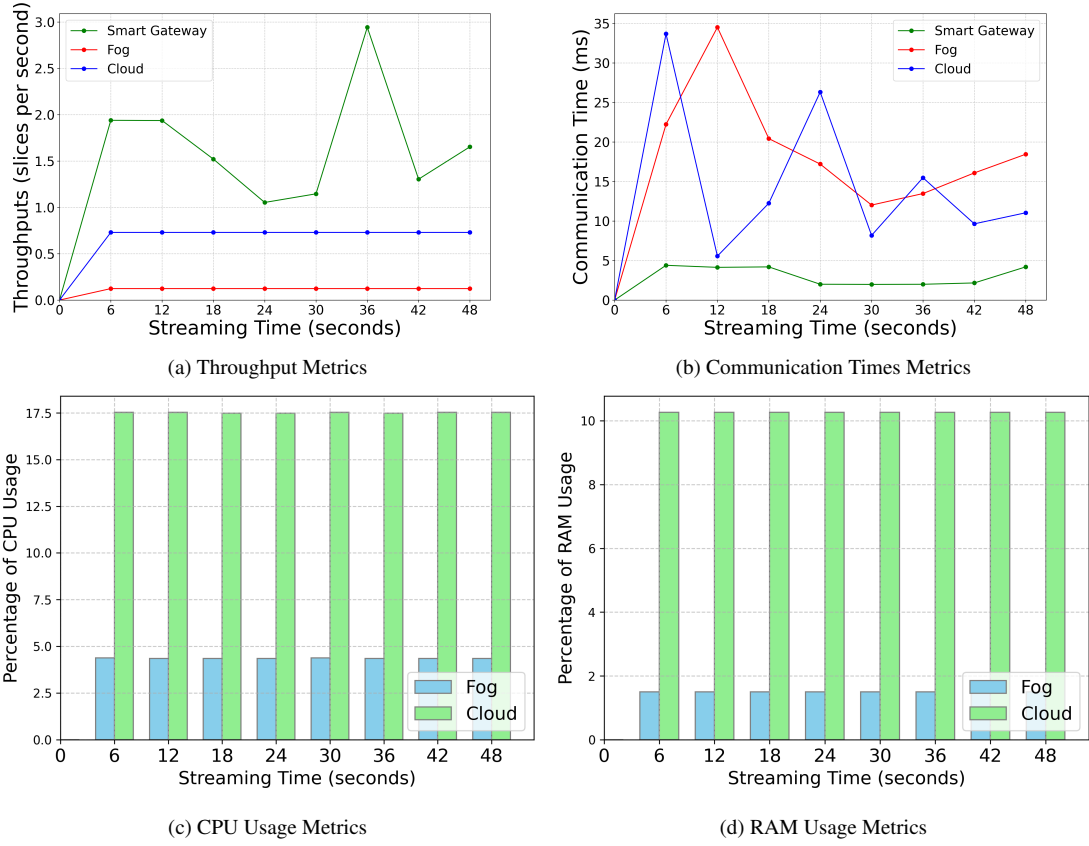 Throughputs (slices per second)
3.0
2.5
2.0
1.5
1.0
0.5
0.0
Smart Gateway
Fog
Cloud
0 6 12 18 24 30 36 42 48
Streaming Time (seconds)
(a) Throughput Metrics
Communication Time (ms)
35
30
25
20
15
10
5
0
Smart Gateway
Fog
Cloud
0 6 12 18 24 30 36 42 48
Streaming Time (seconds)
(b) Communication Times Metrics
Percentage of CPU Usage
17.5
15.0
12.5
10.0
7.5
5.0
2.5
0.0
Fog
Cloud
0 6 12 18 24 30 36 42 48
Streaming Time (seconds)
(c) CPU Usage Metrics
Percentage of RAM Usage
10
8
6
4
2
0
Fog
Cloud
0 6 12 18 24 30 36 42 48
Streaming Time (seconds)
(d) RAM Usage Metrics